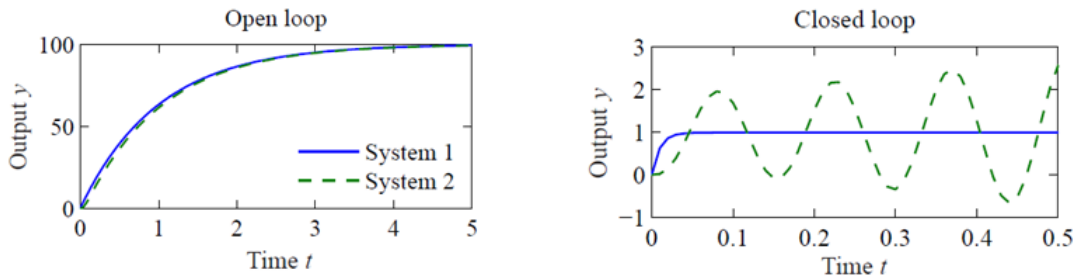 Open loop
100
50
0
Output y
System 1
System 2
0 1 2 3 4 5
Time t
Closed loop
3
2
1
0
−1
Output y
0 0.1 0.2 0.3 0.4 0.5
Time t